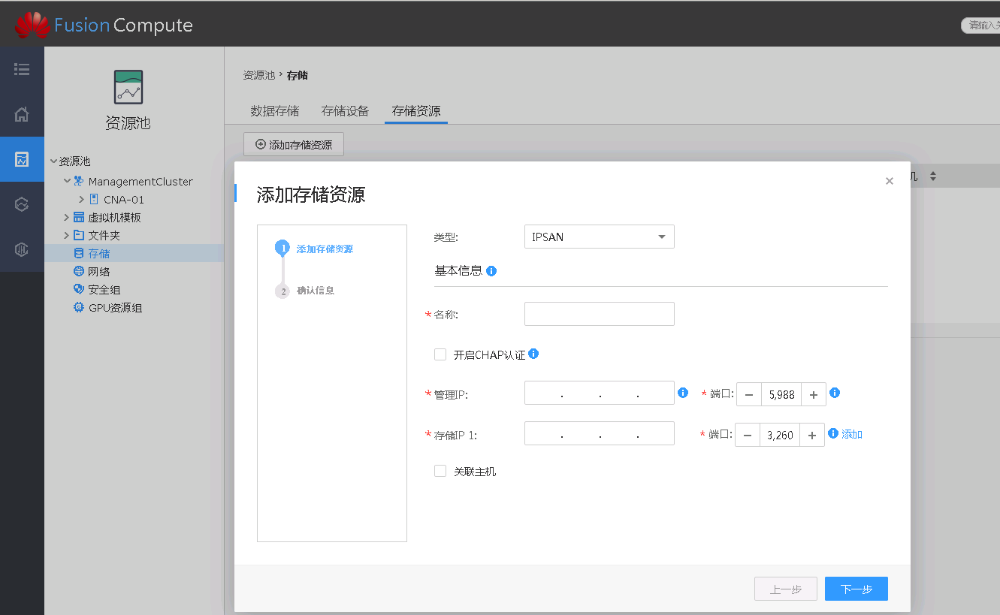 Fusion Compute
请输入关
资源池
资源池
ManagementCluster
CNA-01
虚拟机模板
文件夹
存储
网络
安全组
GPU资源组
资源池 > 存储
数据存储 存储设备 存储资源
添加存储资源
机
添加存储资源
×
1 添加存储资源
2 确认信息
类型: IPSAN
基本信息
* 名称:
开启CHAP认证
* 管理IP: . . . * 端口: − 5,988 +
* 存储IP 1: . . . * 端口: − 3,260 + 添加
关联主机
上一步 下一步